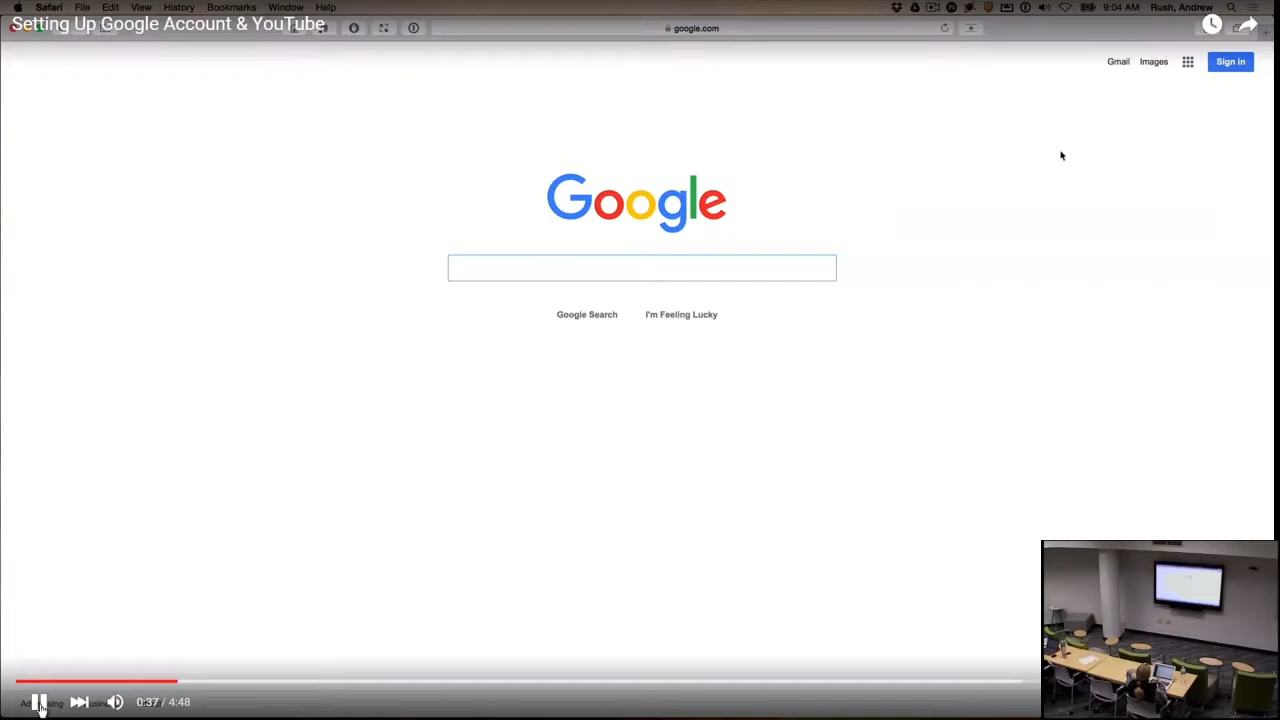 Safari File Edit View History Bookmarks Window Help 9:04 AM Rush, Andrew
Setting Up Google Account & YouTube
google.com
Gmail Images Sign in
Google
Google Search I'm Feeling Lucky
0:37 / 4:48